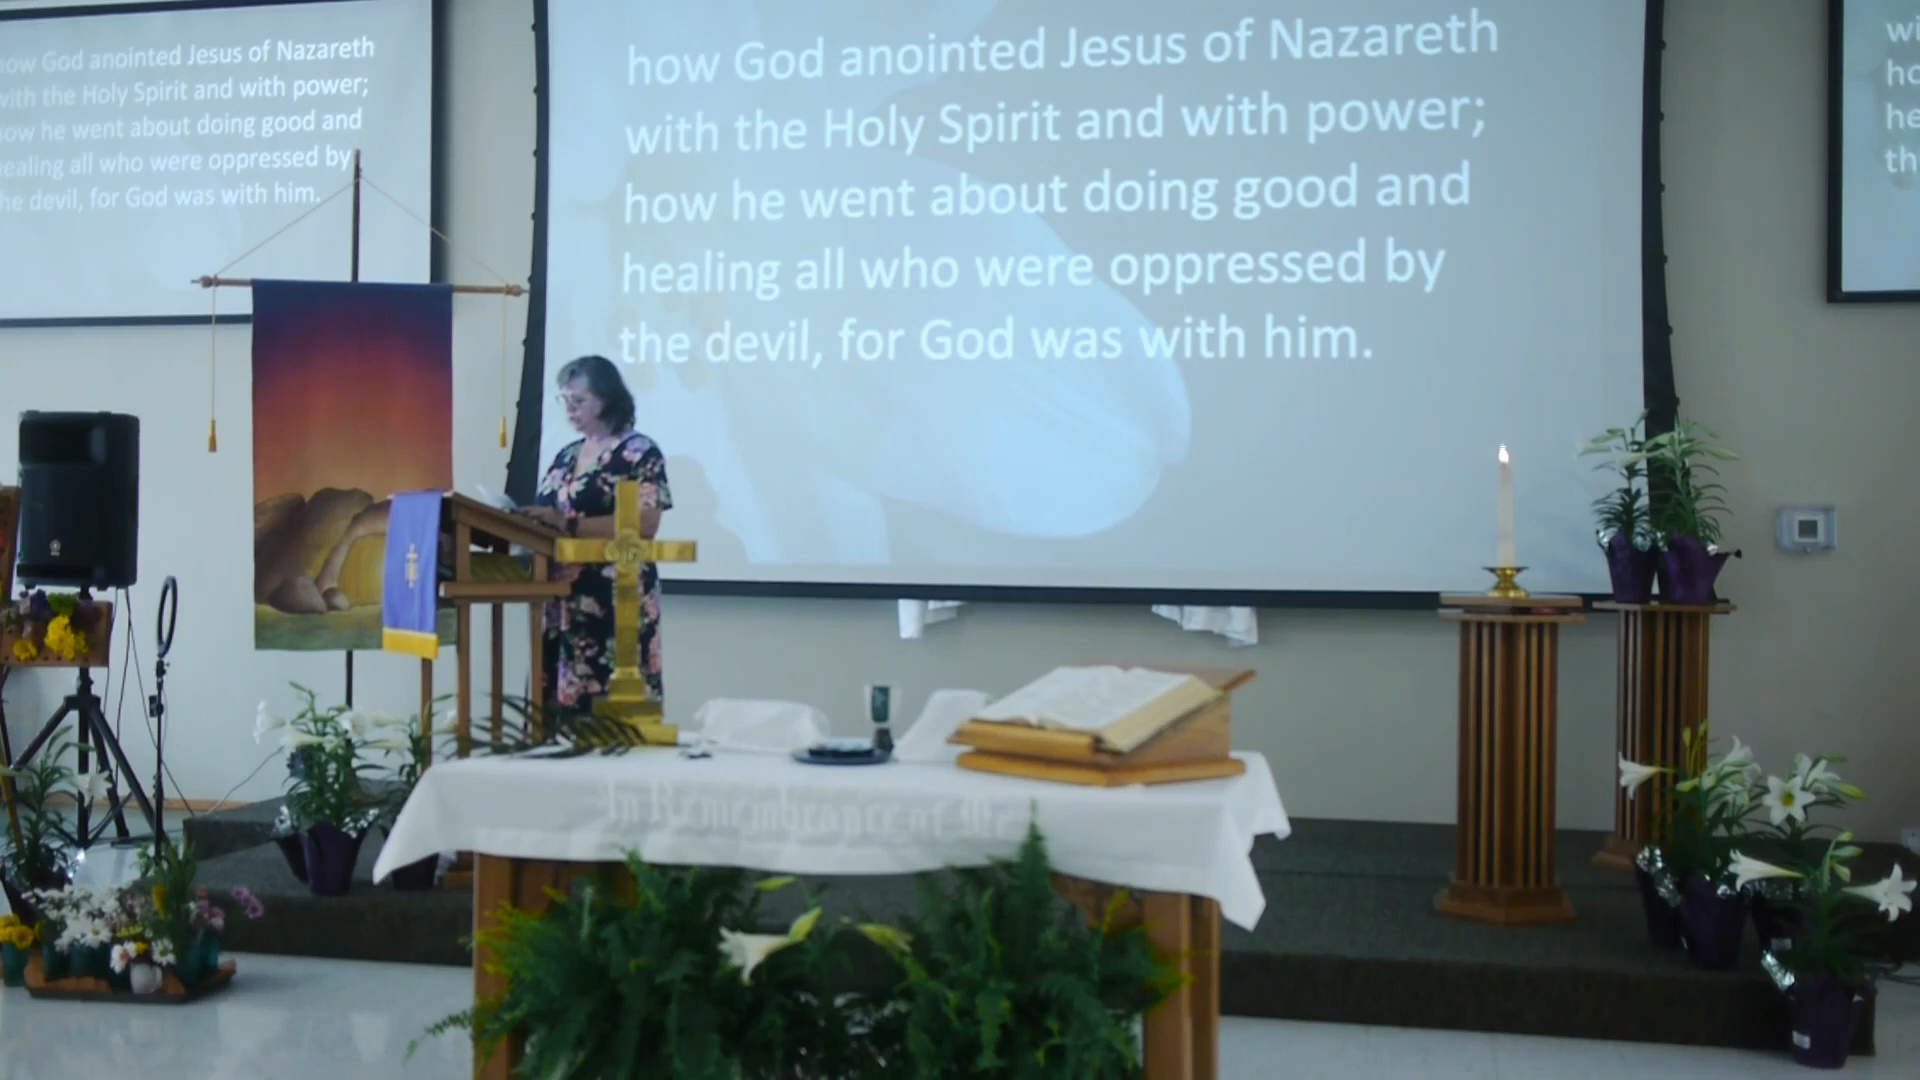 how God anointed Jesus of Nazareth
with the Holy Spirit and with power;
how he went about doing good and
healing all who were oppressed by
the devil, for God was with him.
God anointed Jesus of Nazareth
with the Holy Spirit and with power;
how he went about doing good and
healing all who were oppressed by
the devil, for God was with him.
In Remembrance of Me